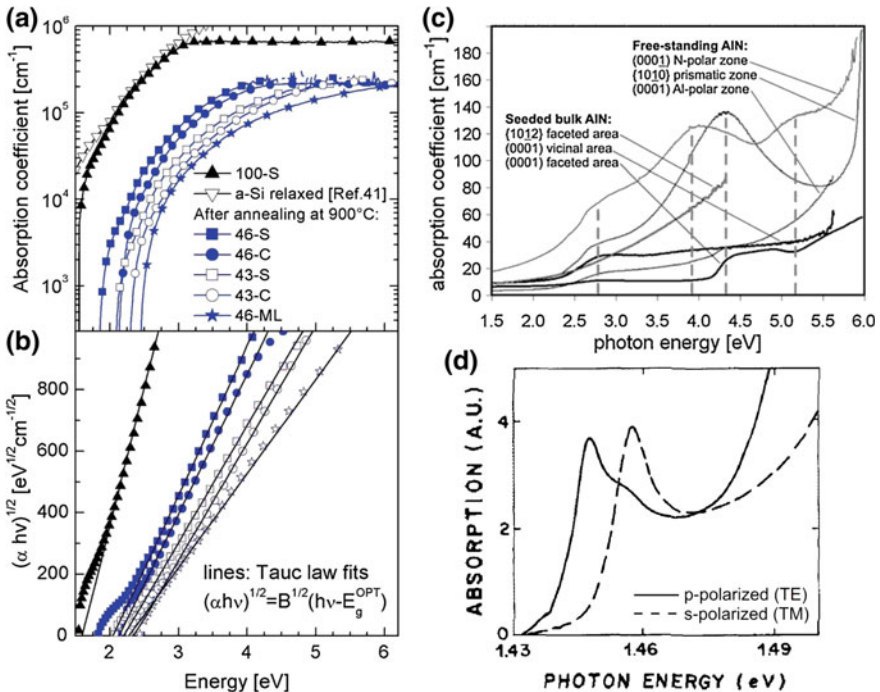 (a)
Absorption coefficient [cm⁻¹]
10⁶
10⁵
10⁴
10³
100-S
a-Si relaxed [Ref.41]
After annealing at 900°C:
46-S
46-C
43-S
43-C
46-ML
(b)
(α hν)^1/2 [eV^1/2cm^-1/2]
800
600
400
200
0
lines: Tauc law fits
(αhν)^1/2=B^1/2(hν-E_g^OPT)
2 3 4 5 6
Energy [eV]
(c)
absorption coefficient [cm⁻¹]
200
180
160
140
120
100
80
60
40
20
0
Free-standing AlN:
(0001̲) N-polar zone
{101̲0} prismatic zone
(0001) Al-polar zone
Seeded bulk AlN:
{101̲2} faceted area
(0001) vicinal area
(0001) faceted area
1.5 2.0 2.5 3.0 3.5 4.0 4.5 5.0 5.5 6.0
photon energy [eV]
(d)
ABSORPTION (A.U.)
4
2
0
p-polarized (TE)
s-polarized (TM)
1.43 1.46 1.49
PHOTON ENERGY (eV)